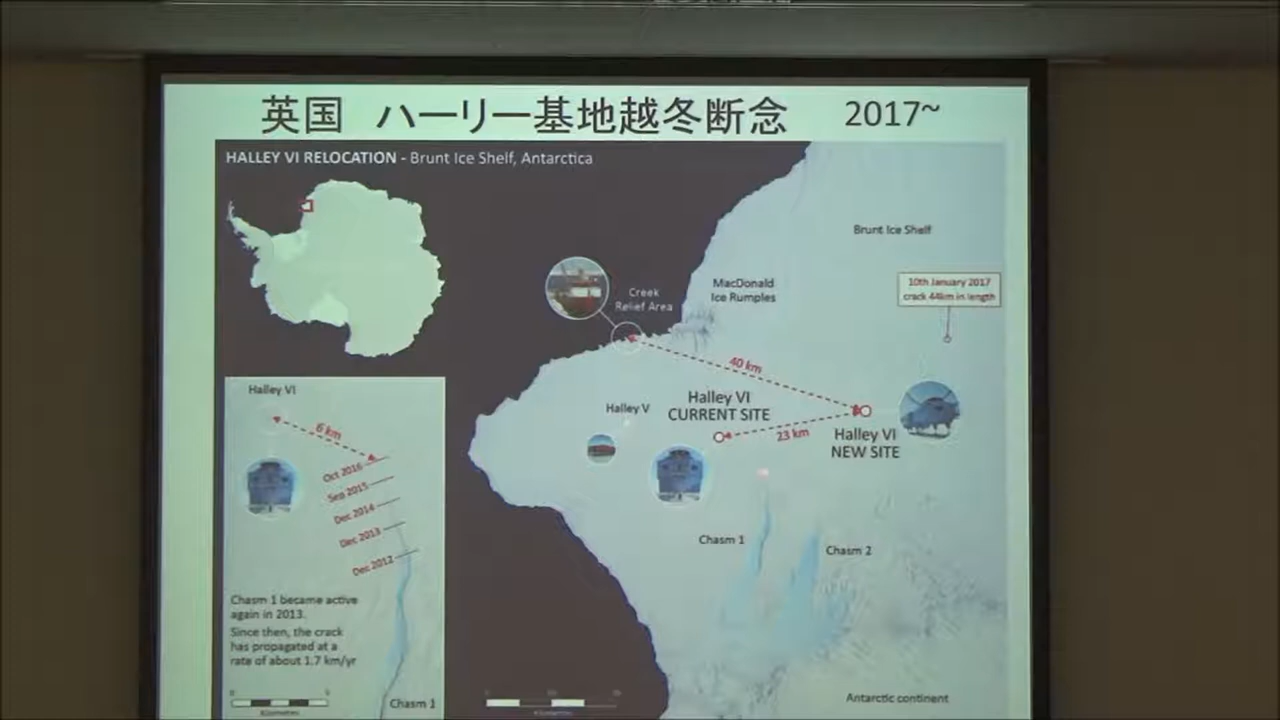 英国 ハーリー基地越冬断念 2017~
HALLEY VI RELOCATION - Brunt Ice Shelf, Antarctica
Brunt Ice Shelf
10th January 2017
crack 44km in length
MacDonald
Ice Rumples
Creek
Relief Area
40 km
Halley V
Halley VI
CURRENT SITE
23 km
Halley VI
NEW SITE
Chasm 1
Chasm 2
Antarctic continent
Halley VI
6 km
Oct 2016
Sep 2015
Dec 2014
Dec 2013
Dec 2012
Chasm 1 became active
again in 2013.
Since then, the crack
has propagated at a
rate of about 1.7 km/yr
Chasm 1
Kilometres
Kilometres